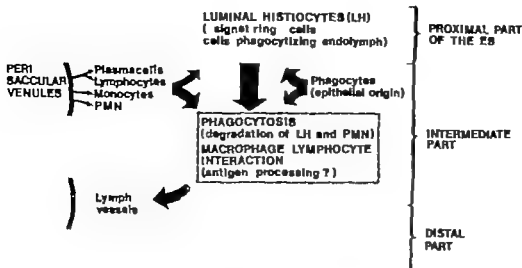 LUMINAL HISTIOCYTES (LH)
( signet ring cells
cells phagocytizing endolymph)
PROXIMAL PART
OF THE ES
PERI
SACCULAR
VENULES
Plasmacells
Lymphocytes
Monocytes
PMN
Phagocytes
(epithelial origin)
PHAGOCYTOSIS
(degradation of LH and PMN)
MACROPHAGE LYMPHOCYTE
INTERACTION
(antigen processing ?)
INTERMEDIATE
PART
Lymph
vessels
DISTAL
PART